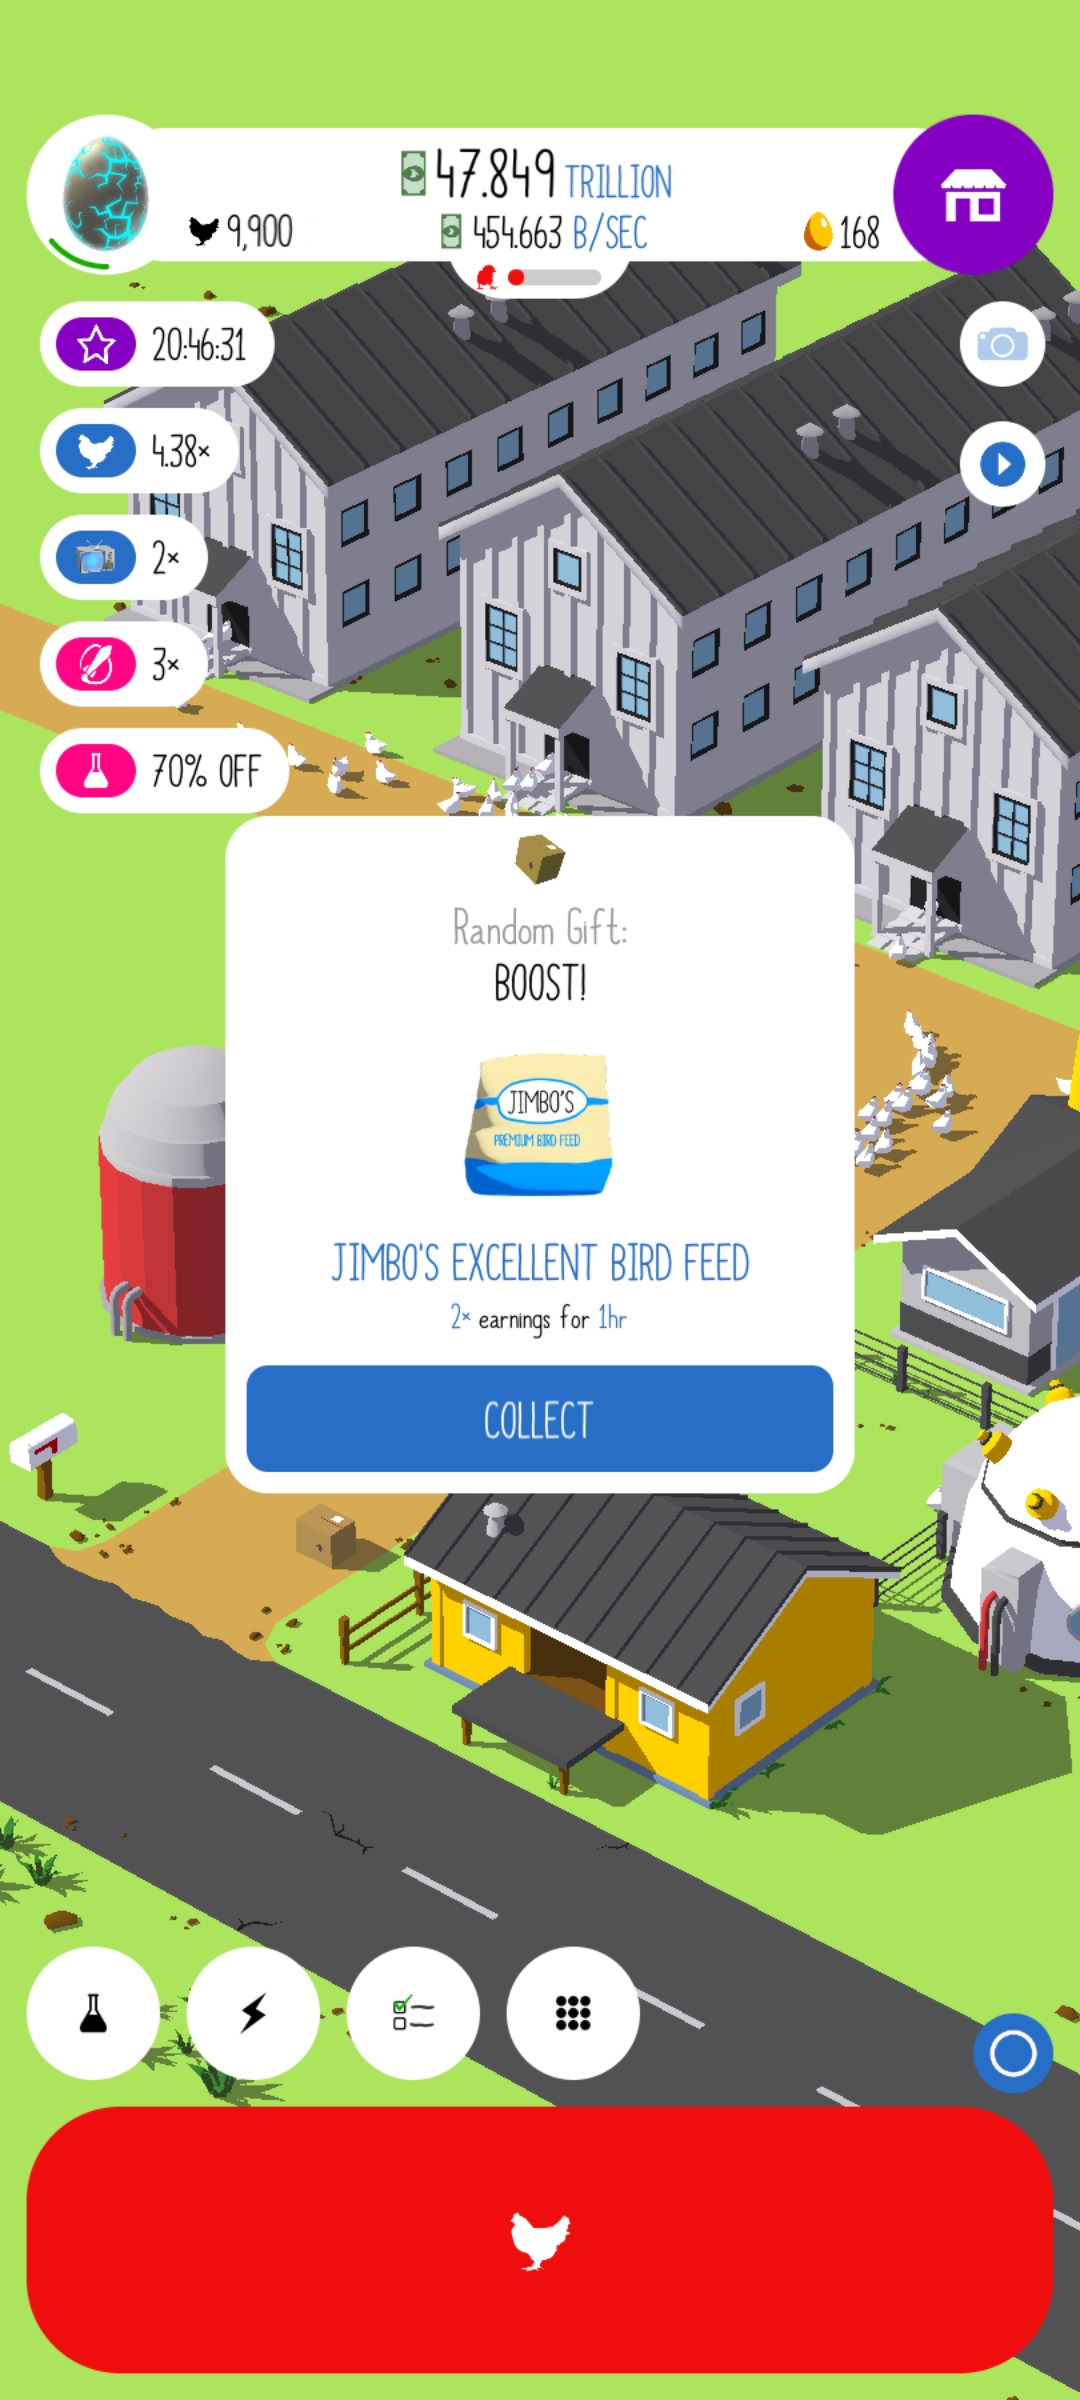 47.849 TRILLION
9,900
454.663 B/SEC
168
20:46:31
4.38×
2×
3×
70% OFF
Random Gift:
BOOST!
JIMBO'S
PREMIUM BIRD FEED
JIMBO'S EXCELLENT BIRD FEED
2× earnings for 1hr
COLLECT